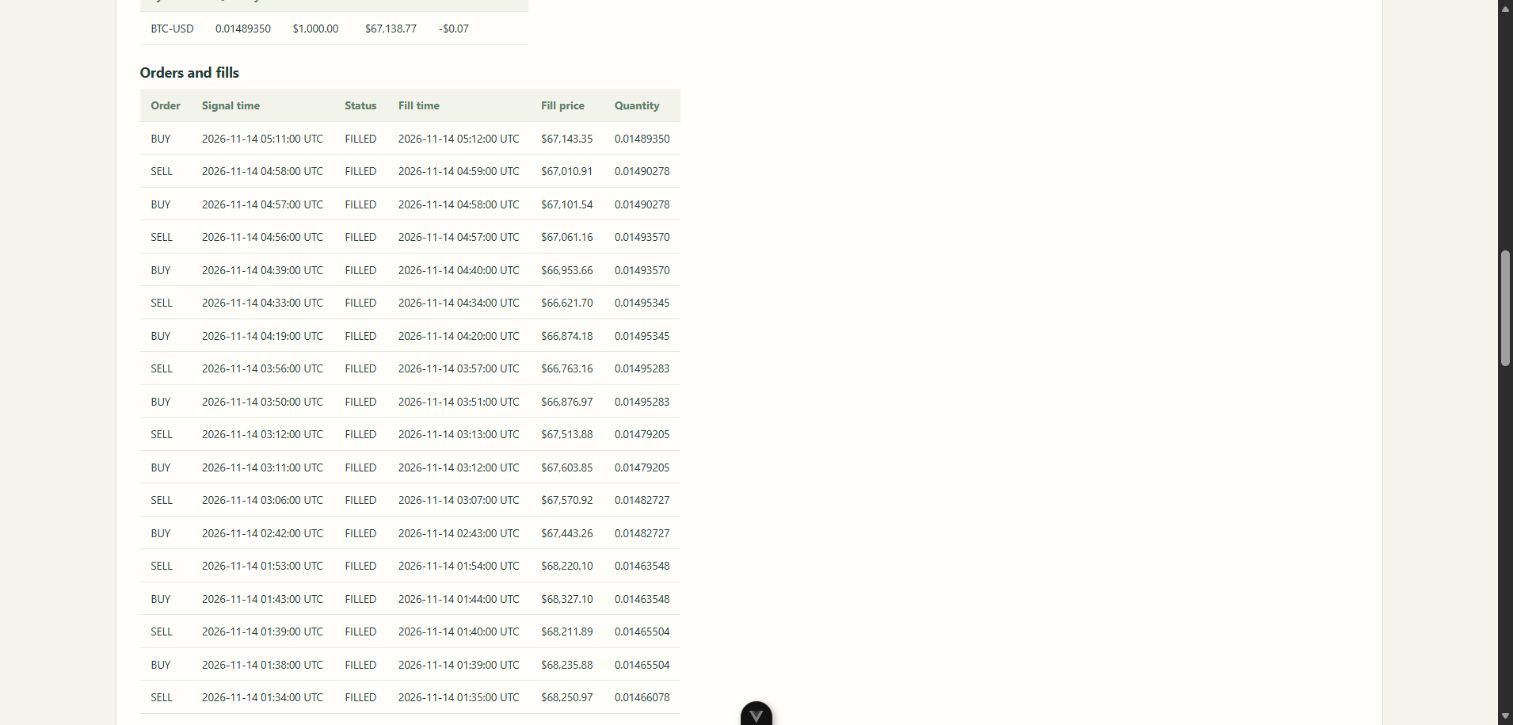 BTC-USD 0.01489350 $1,000.00 $67,138.77 -$0.07
Orders and fills
Order Signal time Status Fill time Fill price Quantity
BUY 2026-11-14 05:11:00 UTC FILLED 2026-11-14 05:12:00 UTC $67,143.35 0.01489350
SELL 2026-11-14 04:58:00 UTC FILLED 2026-11-14 04:59:00 UTC $67,010.91 0.01490278
BUY 2026-11-14 04:57:00 UTC FILLED 2026-11-14 04:58:00 UTC $67,101.54 0.01490278
SELL 2026-11-14 04:56:00 UTC FILLED 2026-11-14 04:57:00 UTC $67,061.16 0.01493570
BUY 2026-11-14 04:39:00 UTC FILLED 2026-11-14 04:40:00 UTC $66,953.66 0.01493570
SELL 2026-11-14 04:33:00 UTC FILLED 2026-11-14 04:34:00 UTC $66,621.70 0.01495345
BUY 2026-11-14 04:19:00 UTC FILLED 2026-11-14 04:20:00 UTC $66,874.18 0.01495345
SELL 2026-11-14 03:56:00 UTC FILLED 2026-11-14 03:57:00 UTC $66,763.16 0.01495283
BUY 2026-11-14 03:50:00 UTC FILLED 2026-11-14 03:51:00 UTC $66,876.97 0.01495283
SELL 2026-11-14 03:12:00 UTC FILLED 2026-11-14 03:13:00 UTC $67,513.88 0.01479205
BUY 2026-11-14 03:11:00 UTC FILLED 2026-11-14 03:12:00 UTC $67,603.85 0.01479205
SELL 2026-11-14 03:06:00 UTC FILLED 2026-11-14 03:07:00 UTC $67,570.92 0.01482727
BUY 2026-11-14 02:42:00 UTC FILLED 2026-11-14 02:43:00 UTC $67,443.26 0.01482727
SELL 2026-11-14 01:53:00 UTC FILLED 2026-11-14 01:54:00 UTC $68,220.10 0.01463548
BUY 2026-11-14 01:43:00 UTC FILLED 2026-11-14 01:44:00 UTC $68,327.10 0.01463548
SELL 2026-11-14 01:39:00 UTC FILLED 2026-11-14 01:40:00 UTC $68,211.89 0.01465504
BUY 2026-11-14 01:38:00 UTC FILLED 2026-11-14 01:39:00 UTC $68,235.88 0.01465504
SELL 2026-11-14 01:34:00 UTC FILLED 2026-11-14 01:35:00 UTC $68,250.97 0.01466078